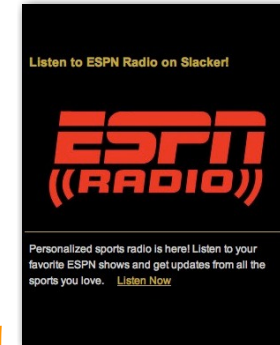 Listen to ESPN Radio on Slacker!
ESPN
((RADIO))
Personalized sports radio is here! Listen to your
favorite ESPN shows and get updates from all the
sports you love. Listen Now